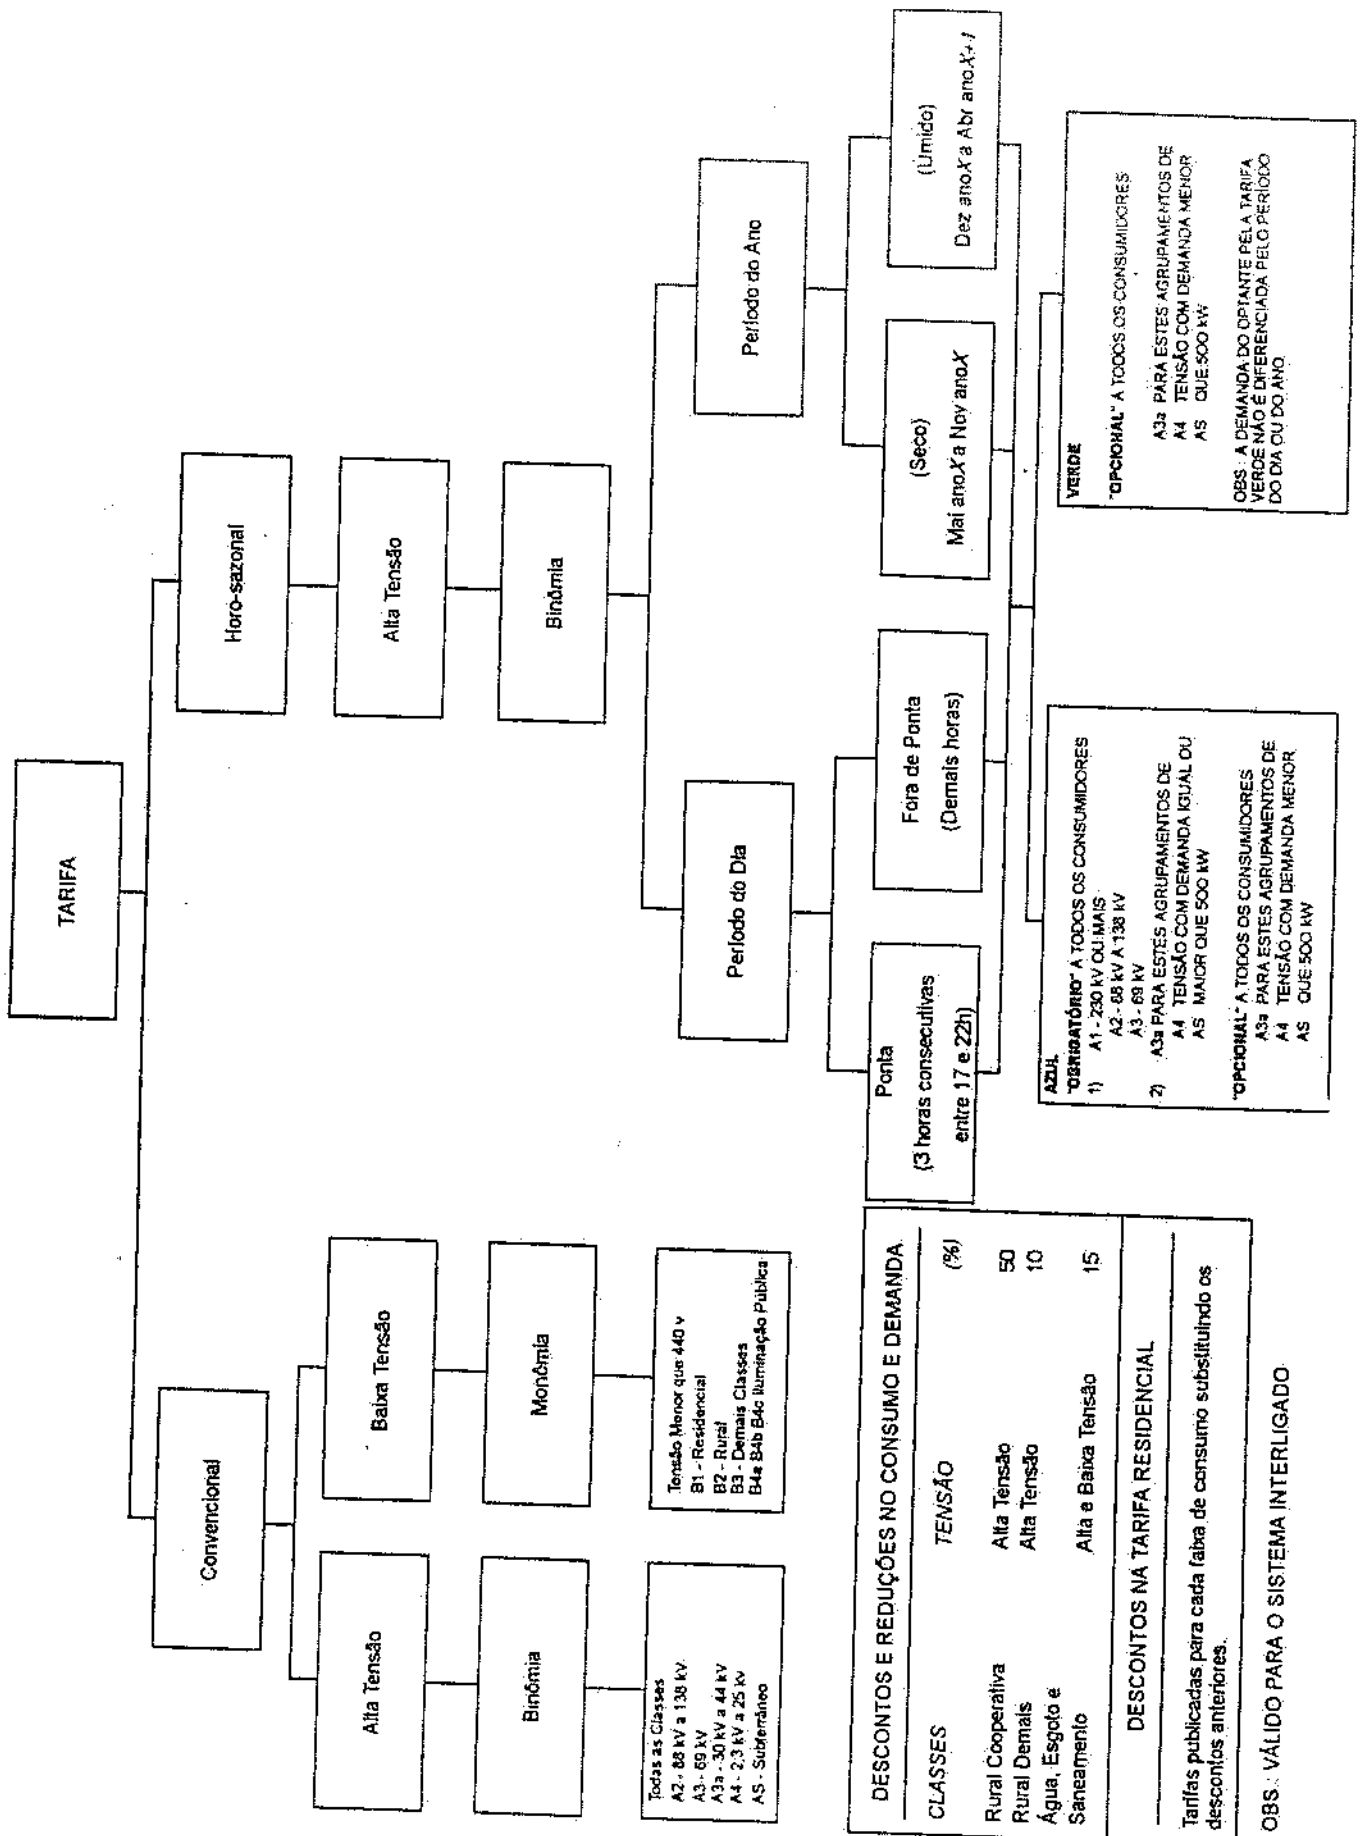 TARIFA
Convencional
Horo-sazonal
Alta Tensão
Baixa Tensão
Alta Tensão
Binômia
Monômia
Binômia
Todas as Classes
A2 - 88 kV a 138 kV.
A3 - 69 kV
A3a - 30 kV a 44 kV
A4 - 2,3 kV a 25 kv
AS - Subterrâneo
Tensão Menor que 440 v
B1 - Residencial
B2 - Rural
B3 - Demais Classes
B4a B4b B4c Iluminação Pública
Período do Dia
Período do Ano
Ponta
(3 horas consecutivas
entre 17 e 22h)
Fora de Ponta
(Demais horas)
(Seco)
Mai anoX a Nov anoX
(Úmido)
Dez anoX a Abr anoX+1
DESCONTOS E REDUÇÕES NO CONSUMO E DEMANDA
CLASSES TENSÃO (%)
Rural Cooperativa Alta Tensão 50
Rural Demais Alta Tensão 10
Água, Esgoto e
Saneamento Alta e Baixa Tensão 15
DESCONTOS NA TARIFA RESIDENCIAL
Tarifas publicadas para cada faixa de consumo substituindo os
descontos anteriores.
OBS.: VÁLIDO PARA O SISTEMA INTERLIGADO
AZUL
"OBRIGATÓRIO" A TODOS OS CONSUMIDORES
1) A1 - 230 kV OU MAIS
A2 - 88 kV A 138 kV
A3 - 69 kV
2) A3a PARA ESTES AGRUPAMENTOS DE
A4 TENSÃO COM DEMANDA IGUAL OU
AS MAIOR QUE 500 kW
"OPCIONAL" A TODOS OS CONSUMIDORES
A3a PARA ESTES AGRUPAMENTOS DE
A4 TENSÃO COM DEMANDA MENOR
AS QUE 500 kW
VERDE
"OPCIONAL" A TODOS OS CONSUMIDORES
A3a PARA ESTES AGRUPAMENTOS DE
A4 TENSÃO COM DEMANDA MENOR
AS QUE 500 kW
OBS.: A DEMANDA DO OPTANTE PELA TARIFA
VERDE NÃO É DIFERENCIADA PELO PERÍODO
DO DIA OU DO ANO